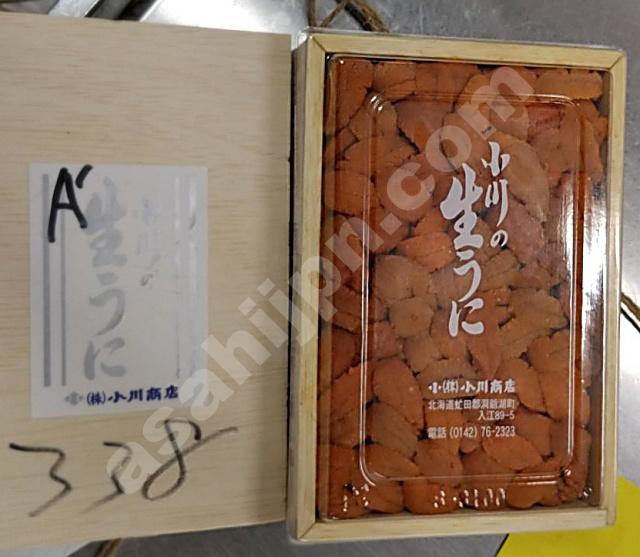 A'
小川の
生うに
(株)小川商店
338
小川の
生うに
(株)小川商店
北海道虻田郡洞爺湖町
入江89-5
電話 (0142) 76-2323
asahijpn.com